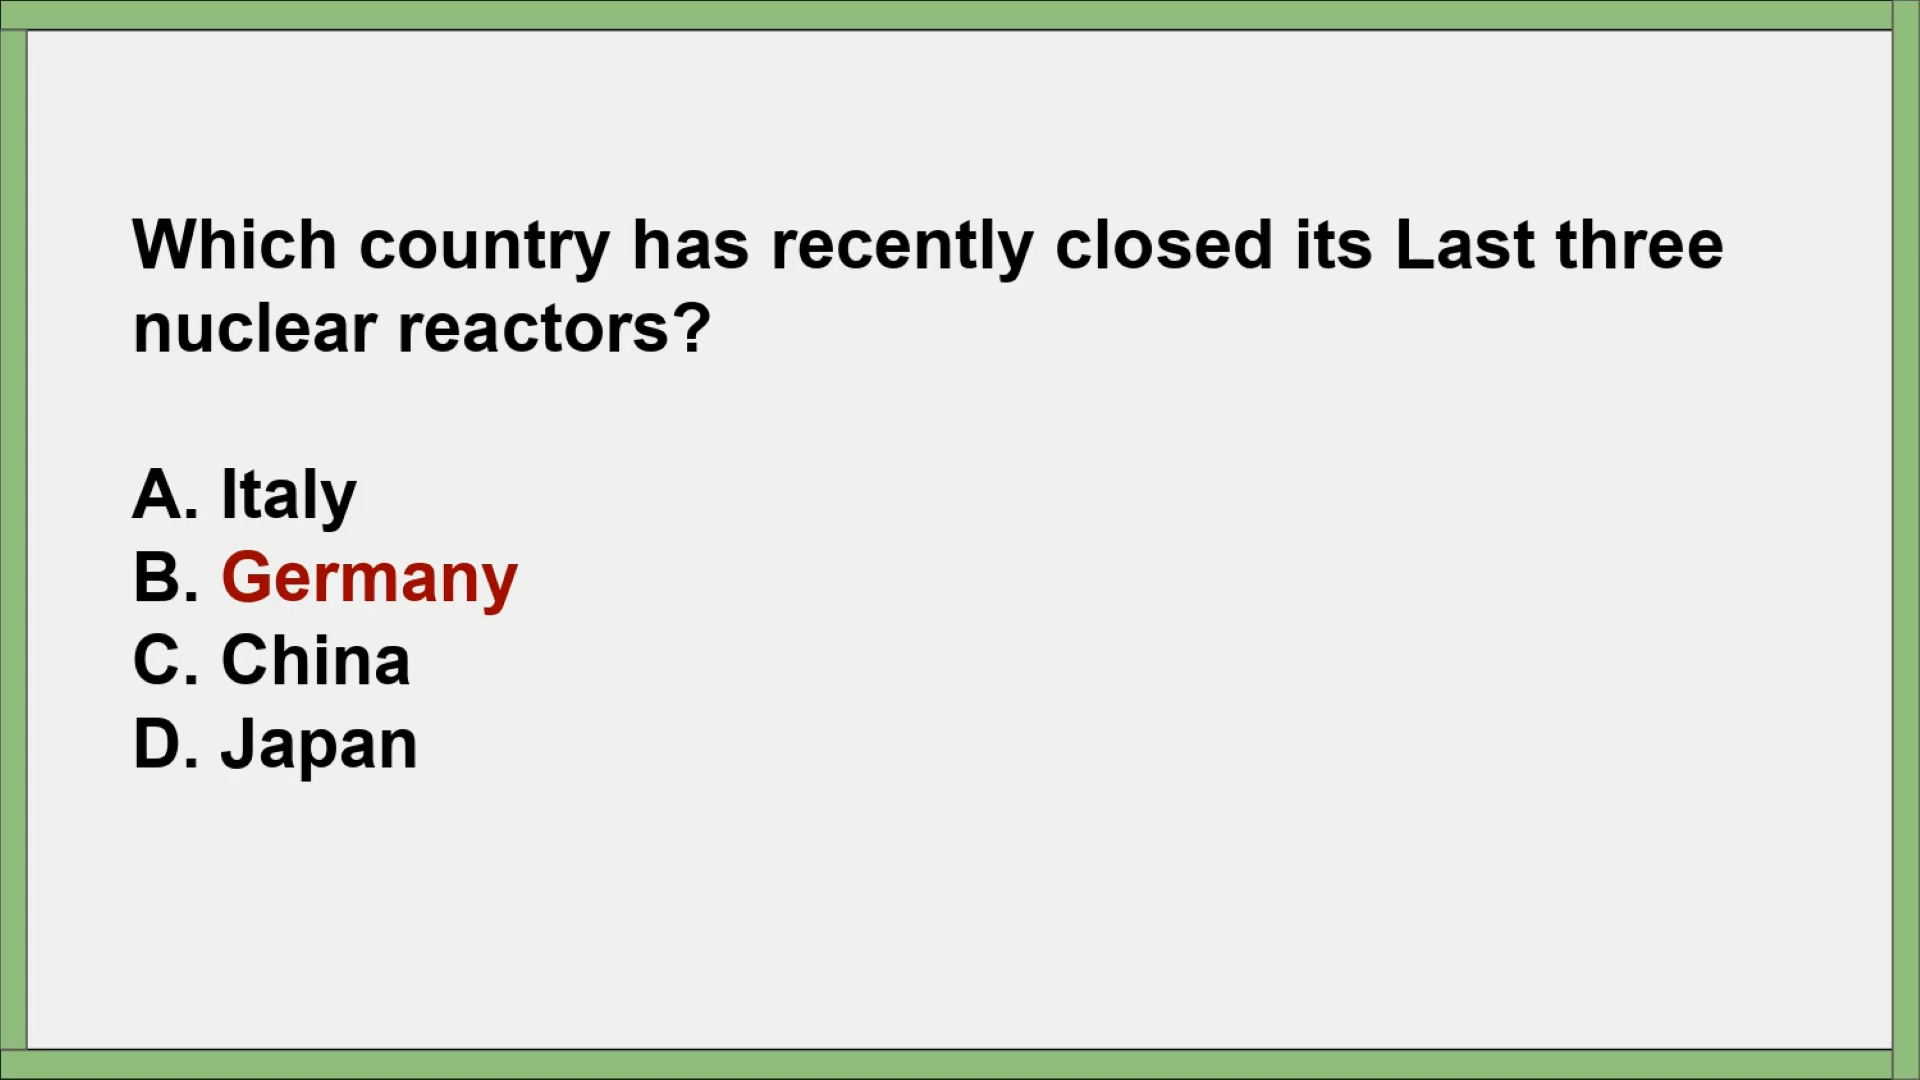 Which country has recently closed its Last three
nuclear reactors?
A. Italy
B. Germany
C. China
D. Japan